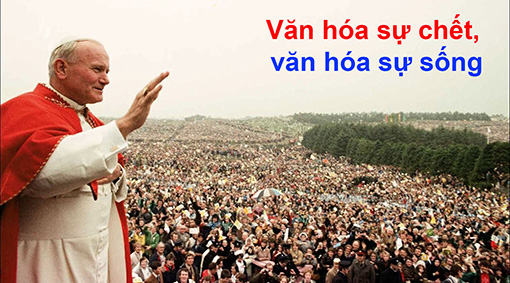 Văn hóa sự chết,
văn hóa sự sống